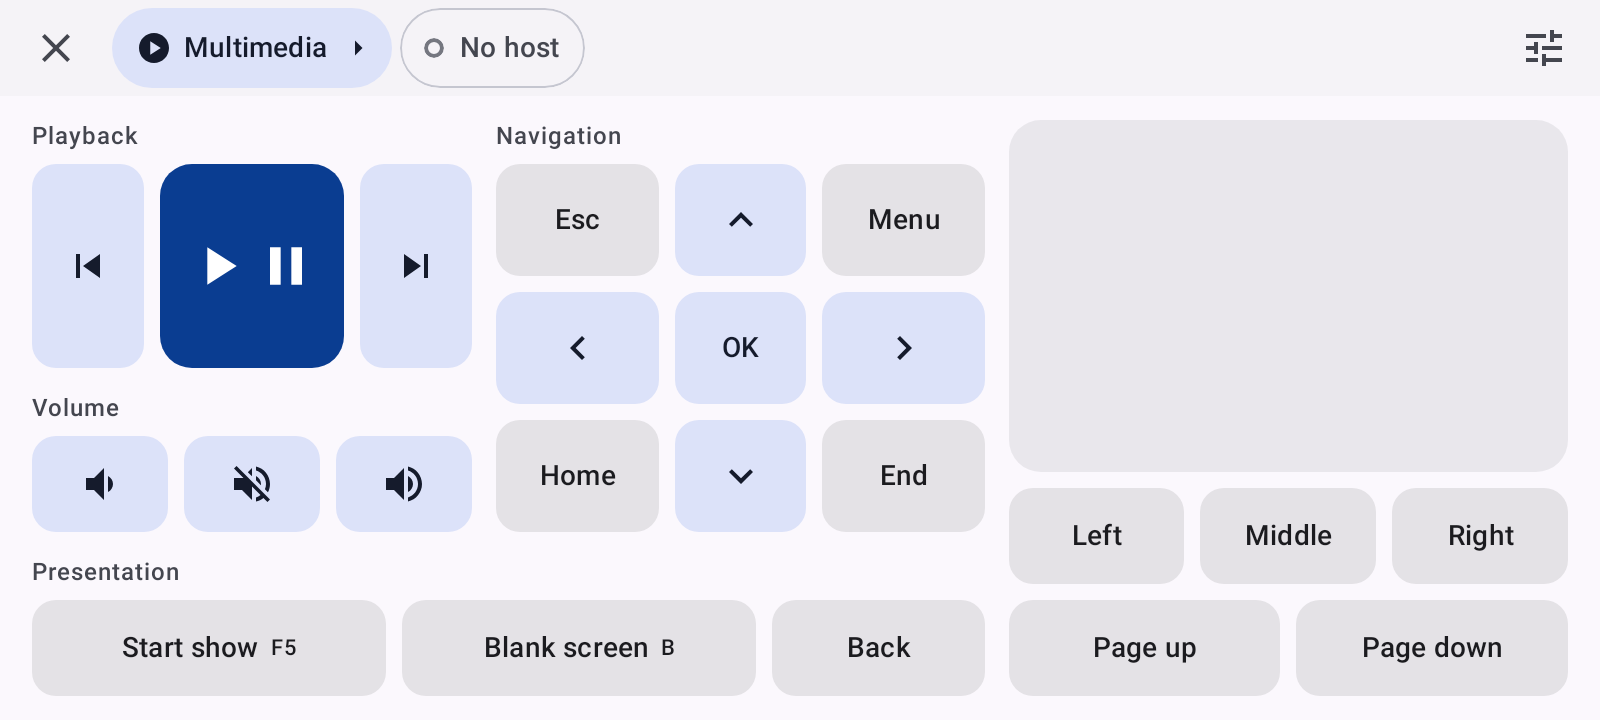 Multimedia
No host
Playback
Navigation
Esc
Menu
OK
Volume
Home
End
Left
Middle
Right
Presentation
Start show F5
Blank screen B
Back
Page up
Page down